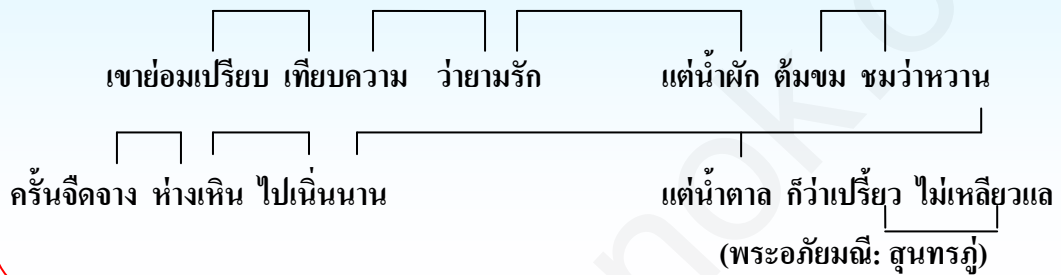 เขาย่อมเปรียบ เทียบความ ว่ายามรัก แต่น้ำผัก ต้มขม ชมว่าหวาน
ครั้นจืดจาง ห่างเหิน ไปเนิ่นนาน แต่น้ำตาล ก็ว่าเปรี้ยว ไม่เหลียวแล
(พระอภัยมณี: สุนทรภู่)